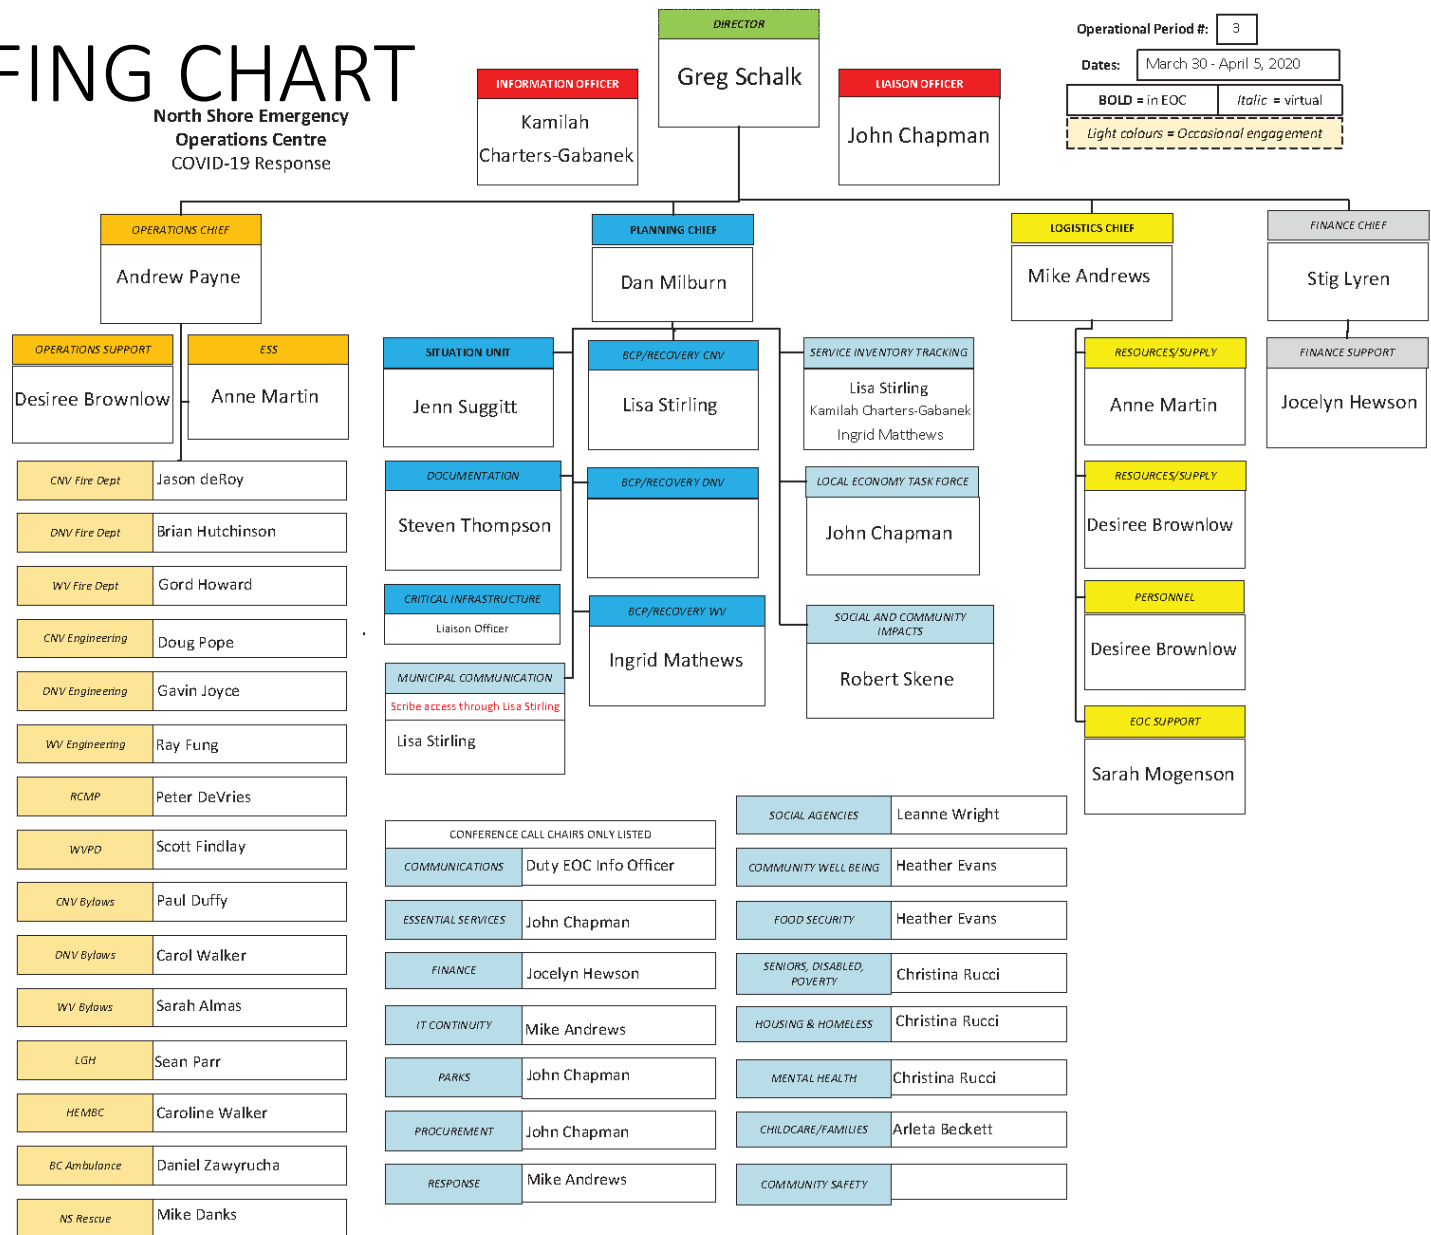 FING CHART
North Shore Emergency
Operations Centre
COVID-19 Response
DIRECTOR
Greg Schalk
INFORMATION OFFICER
Kamilah
Charters-Gabanek
LIAISON OFFICER
John Chapman
Operational Period #: 3
Dates: March 30 - April 5, 2020
BOLD = in EOC Italic = virtual
Light colours = Occasional engagement
OPERATIONS CHIEF
Andrew Payne
PLANNING CHIEF
Dan Milburn
LOGISTICS CHIEF
Mike Andrews
FINANCE CHIEF
Stig Lyren
OPERATIONS SUPPORT
Desiree Brownlow
ESS
Anne Martin
CNV Fire Dept Jason deRoy
DNV Fire Dept Brian Hutchinson
WV Fire Dept Gord Howard
CNV Engineering Doug Pope
DNV Engineering Gavin Joyce
WV Engineering Ray Fung
RCMP Peter DeVries
WVPD Scott Findlay
CNV Bylaws Paul Duffy
DNV Bylaws Carol Walker
WV Bylaws Sarah Almas
LGH Sean Parr
HEMBC Caroline Walker
BC Ambulance Daniel Zawyrucha
NS Rescue Mike Danks
SITUATION UNIT
Jenn Suggitt
DOCUMENTATION
Steven Thompson
CRITICAL INFRASTRUCTURE
Liaison Officer
MUNICIPAL COMMUNICATION
Scribe access through Lisa Stirling
Lisa Stirling
BCP/RECOVERY CNV
Lisa Stirling
BCP/RECOVERY DNV
BCP/RECOVERY WV
Ingrid Mathews
SERVICE INVENTORY TRACKING
Lisa Stirling
Kamilah Charters-Gabanek
Ingrid Matthews
LOCAL ECONOMY TASK FORCE
John Chapman
SOCIAL AND COMMUNITY
IMPACTS
Robert Skene
RESOURCES/SUPPLY
Anne Martin
RESOURCES/SUPPLY
Desiree Brownlow
PERSONNEL
Desiree Brownlow
EOC SUPPORT
Sarah Mogenson
FINANCE SUPPORT
Jocelyn Hewson
CONFERENCE CALL CHAIRS ONLY LISTED
COMMUNICATIONS Duty EOC Info Officer
ESSENTIAL SERVICES John Chapman
FINANCE Jocelyn Hewson
IT CONTINUITY Mike Andrews
PARKS John Chapman
PROCUREMENT John Chapman
RESPONSE Mike Andrews
SOCIAL AGENCIES Leanne Wright
COMMUNITY WELL BEING Heather Evans
FOOD SECURITY Heather Evans
SENIORS, DISABLED,
POVERTY Christina Rucci
HOUSING & HOMELESS Christina Rucci
MENTAL HEALTH Christina Rucci
CHILDCARE/FAMILIES Arleta Beckett
COMMUNITY SAFETY